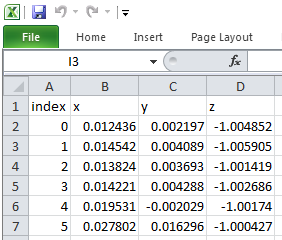 File Home Insert Page Layout
I3 fx
A B C D
1 index x y z
2 0 0.012436 0.002197 -1.004852
3 1 0.014542 0.004089 -1.005905
4 2 0.013824 0.003693 -1.001419
5 3 0.014221 0.004288 -1.002686
6 4 0.019531 -0.002029 -1.00174
7 5 0.027802 0.016296 -1.000427